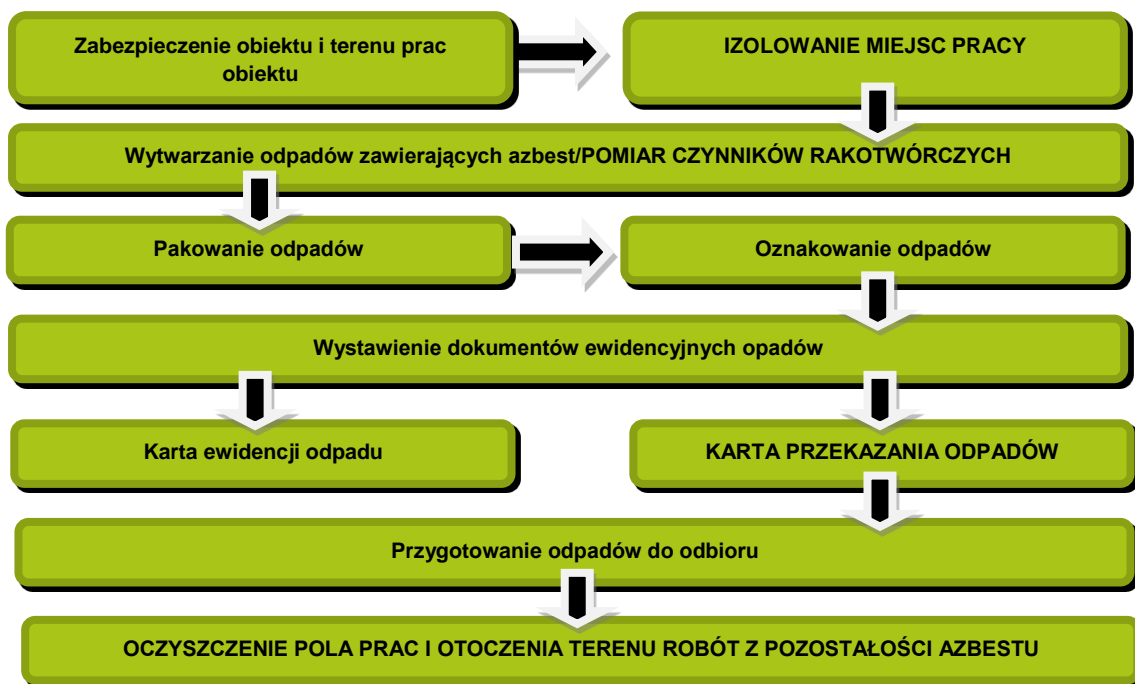 Zabezpieczenie obiektu i terenu prac
obiektu
IZOLOWANIE MIEJSC PRACY
Wytwarzanie odpadów zawierających azbest/POMIAR CZYNNIKÓW RAKOTWÓRCZYCH
Pakowanie odpadów
Oznakowanie odpadów
Wystawienie dokumentów ewidencyjnych opadów
Karta ewidencji odpadu
KARTA PRZEKAZANIA ODPADÓW
Przygotowanie odpadów do odbioru
OCZYSZCZENIE POLA PRAC I OTOCZENIA TERENU ROBÓT Z POZOSTAŁOŚCI AZBESTU